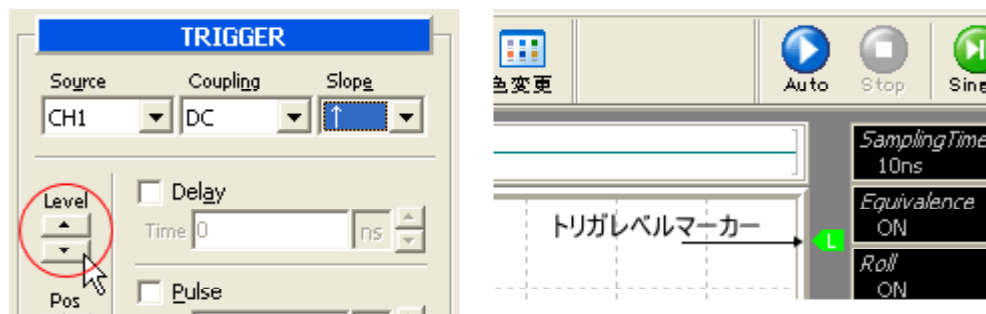 TRIGGER
Source Coupling Slope
CH1 DC ↑
Level
Delay
Time 0 ns
Pos
Pulse
色変更
Auto
Stop
SamplingTime
10ns
トリガレベルマーカー
L
Equivalence
ON
Roll
ON